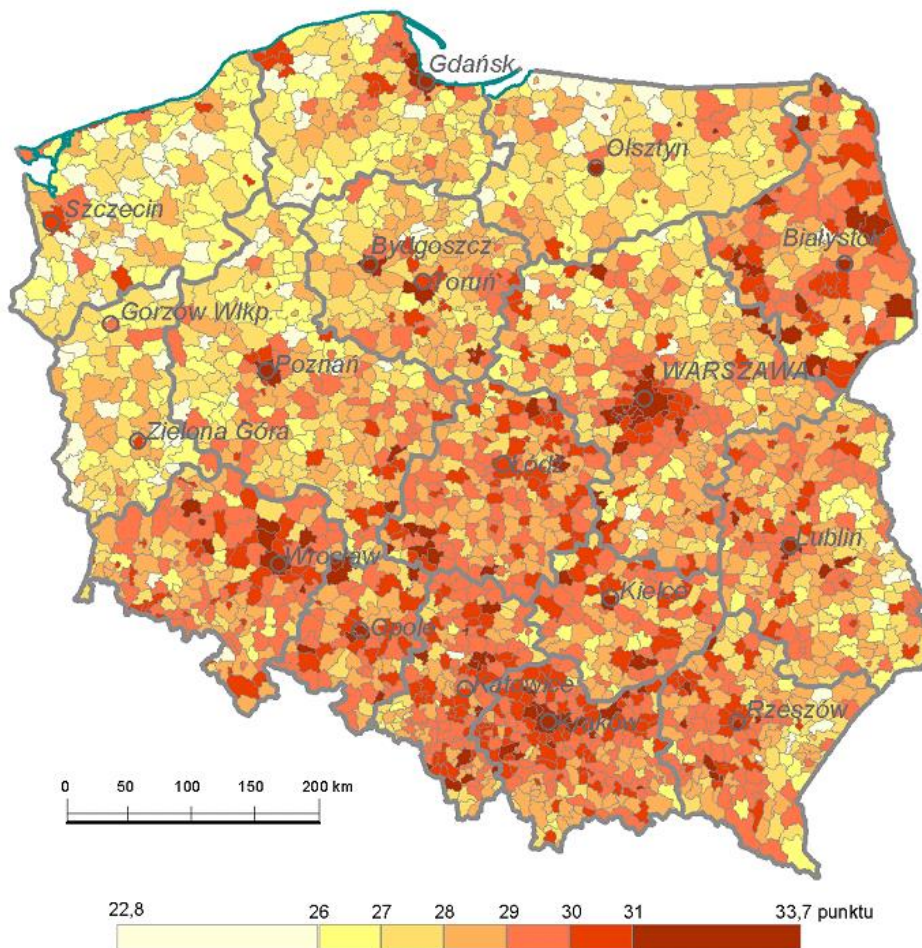 Gdańsk
Olsztyn
Szczecin
Białystok
Bydgoszcz
Toruń
Gorzów Wlkp.
Poznań
WARSZAWA
Zielona Góra
Łódź
Wrocław
Lublin
Kielce
Opole
Katowice
Kraków
Rzeszów
0 50 100 150 200 km
22,8 26 27 28 29 30 31 33,7 punktu